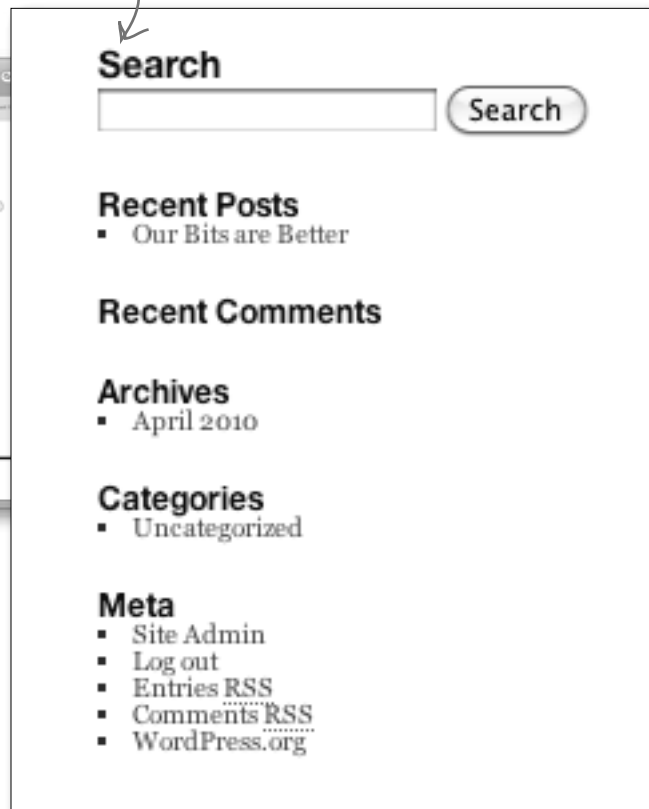 Search
Search
Recent Posts
Our Bits are Better
Recent Comments
Archives
April 2010
Categories
Uncategorized
Meta
Site Admin
Log out
Entries RSS
Comments RSS
WordPress.org